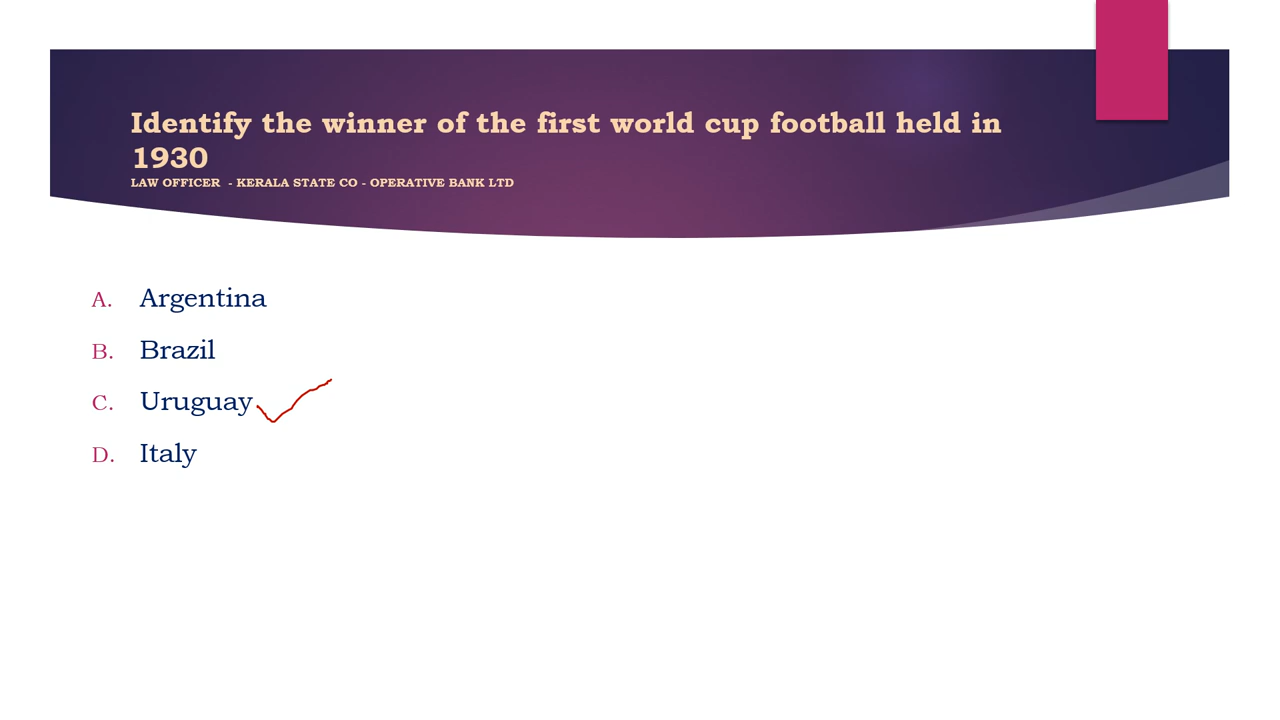 Identify the winner of the first world cup football held in
1930
LAW OFFICER - KERALA STATE CO - OPERATIVE BANK LTD
A. Argentina
B. Brazil
C. Uruguay
D. Italy